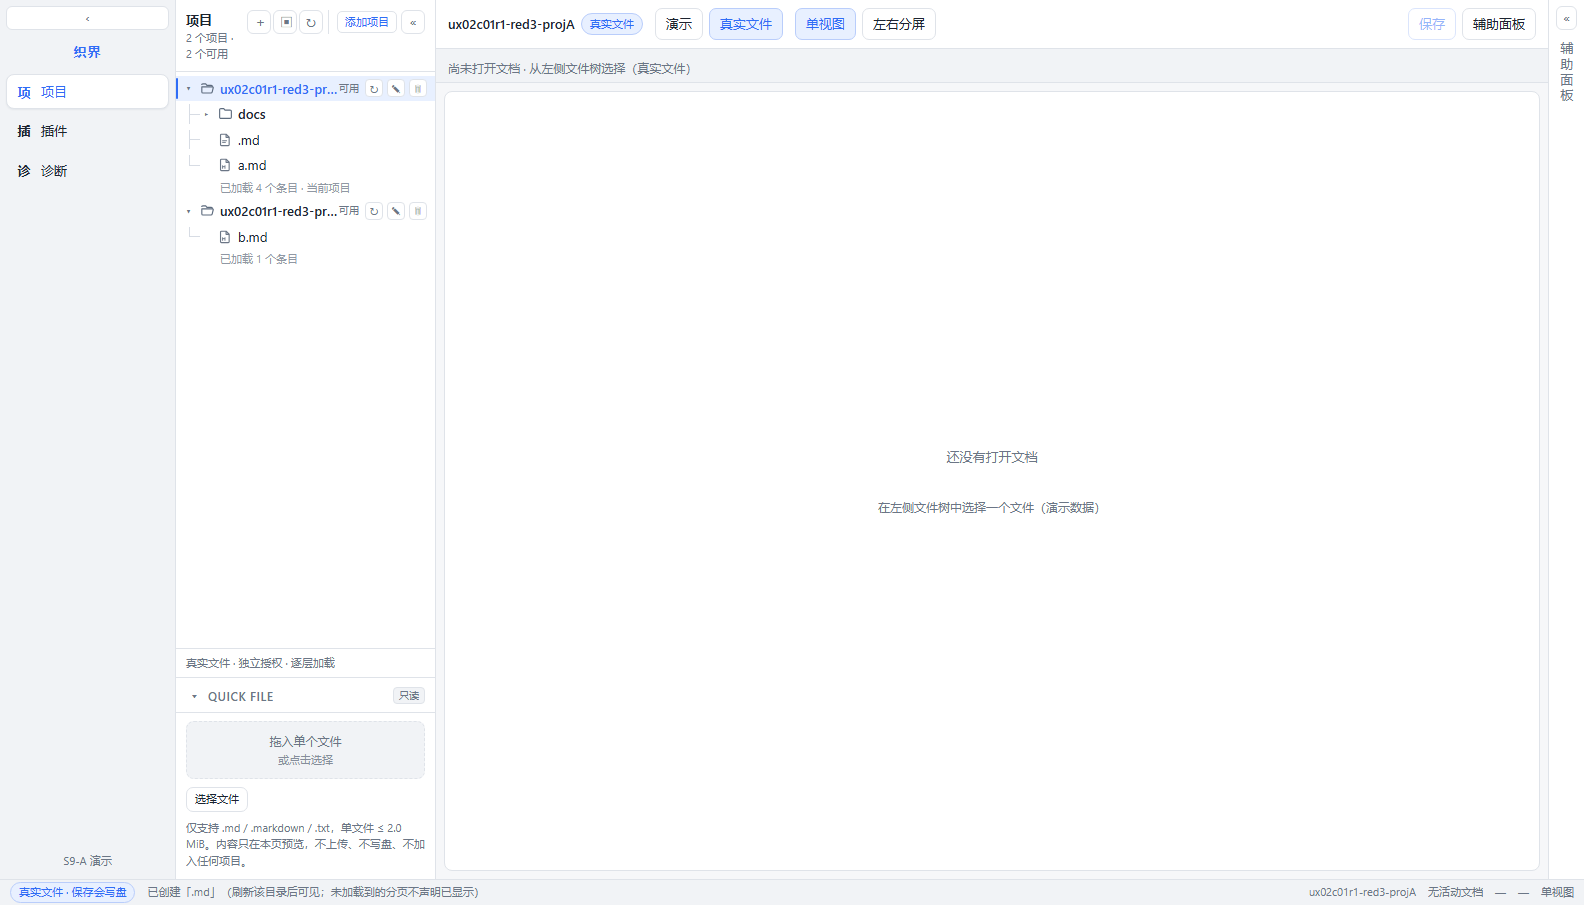 ‹
织界
项 项目
插 插件
诊 诊断
S9-A 演示
项目
2 个项目 ·
2 个可用
+
↻
添加项目
«
▾ ux02c01r1-red3-pr... 可用 ↻
▸ docs
.md
a.md
已加载 4 个条目 · 当前项目
▾ ux02c01r1-red3-pr... 可用 ↻
b.md
已加载 1 个条目
真实文件 · 独立授权 · 逐层加载
▾ QUICK FILE 只读
拖入单个文件
或点击选择
选择文件
仅支持 .md / .markdown / .txt，单文件 ≤ 2.0
MiB。内容只在本页预览，不上传、不写盘、不加
入任何项目。
ux02c01r1-red3-projA 真实文件 演示 真实文件 单视图 左右分屏 保存 辅助面板
尚未打开文档 · 从左侧文件树选择（真实文件）
还没有打开文档
在左侧文件树中选择一个文件（演示数据）
«
辅助面板
真实文件 · 保存会写盘 已创建「.md」（刷新该目录后可见；未加载到的分页不声明已显示）
ux02c01r1-red3-projA 无活动文档 — — 单视图